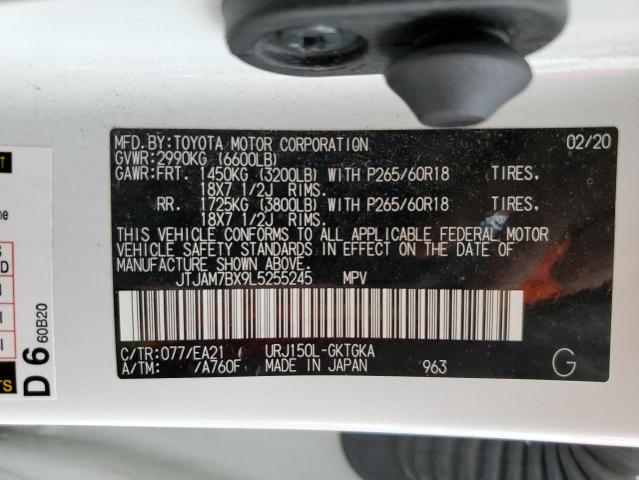 MFD.BY:TOYOTA MOTOR CORPORATION 02/20
GVWR:2990KG (6600LB)
GAWR:FRT. 1450KG (3200LB) WITH P265/60R18 TIRES.
18X7 1/2J RIMS.
RR. 1725KG (3800LB) WITH P265/60R18 TIRES.
18X7 1/2J RIMS.
THIS VEHICLE CONFORMS TO ALL APPLICABLE FEDERAL MOTOR
VEHICLE SAFETY STANDARDS IN EFFECT ON THE DATE OF
MANUFACTURE SHOWN ABOVE.
JTJAM7BX9L5255245 MPV
C/TR:077/EA21 URJ150L-GKTGKA
A/TM: /A760F MADE IN JAPAN 963 G
D 6 60B20